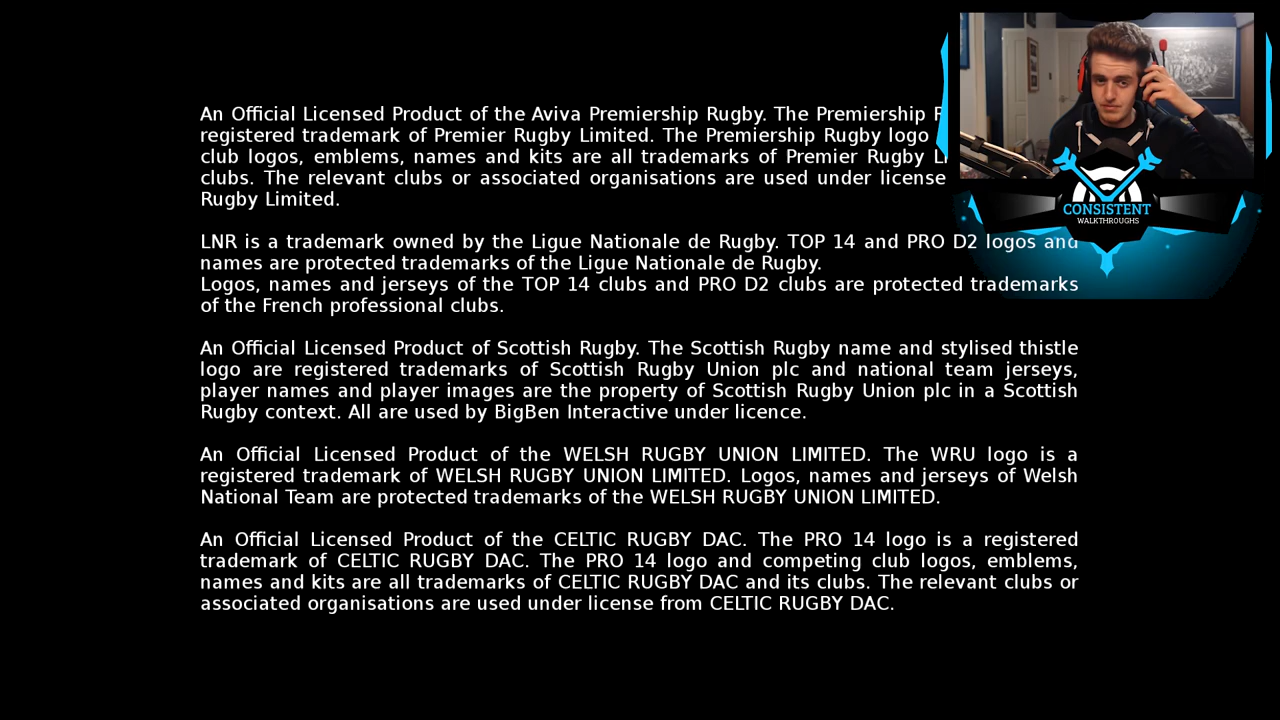 An Official Licensed Product of the Aviva Premiership Rugby. The Premiership
registered trademark of Premier Rugby Limited. The Premiership Rugby logo
club logos, emblems, names and kits are all trademarks of Premier Rugby
clubs. The relevant clubs or associated organisations are used under license
Rugby Limited.
LNR is a trademark owned by the Ligue Nationale de Rugby. TOP 14 and PRO D2 logos and
names are protected trademarks of the Ligue Nationale de Rugby.
Logos, names and jerseys of the TOP 14 clubs and PRO D2 clubs are protected trademarks
of the French professional clubs.
An Official Licensed Product of Scottish Rugby. The Scottish Rugby name and stylised thistle
logo are registered trademarks of Scottish Rugby Union plc and national team jerseys,
player names and player images are the property of Scottish Rugby Union plc in a Scottish
Rugby context. All are used by BigBen Interactive under licence.
An Official Licensed Product of the WELSH RUGBY UNION LIMITED. The WRU logo is a
registered trademark of WELSH RUGBY UNION LIMITED. Logos, names and jerseys of Welsh
National Team are protected trademarks of the WELSH RUGBY UNION LIMITED.
An Official Licensed Product of the CELTIC RUGBY DAC. The PRO 14 logo is a registered
trademark of CELTIC RUGBY DAC. The PRO 14 logo and competing club logos, emblems,
names and kits are all trademarks of CELTIC RUGBY DAC and its clubs. The relevant clubs or
associated organisations are used under license from CELTIC RUGBY DAC.
CONSISTENT
WALKTHROUGHS